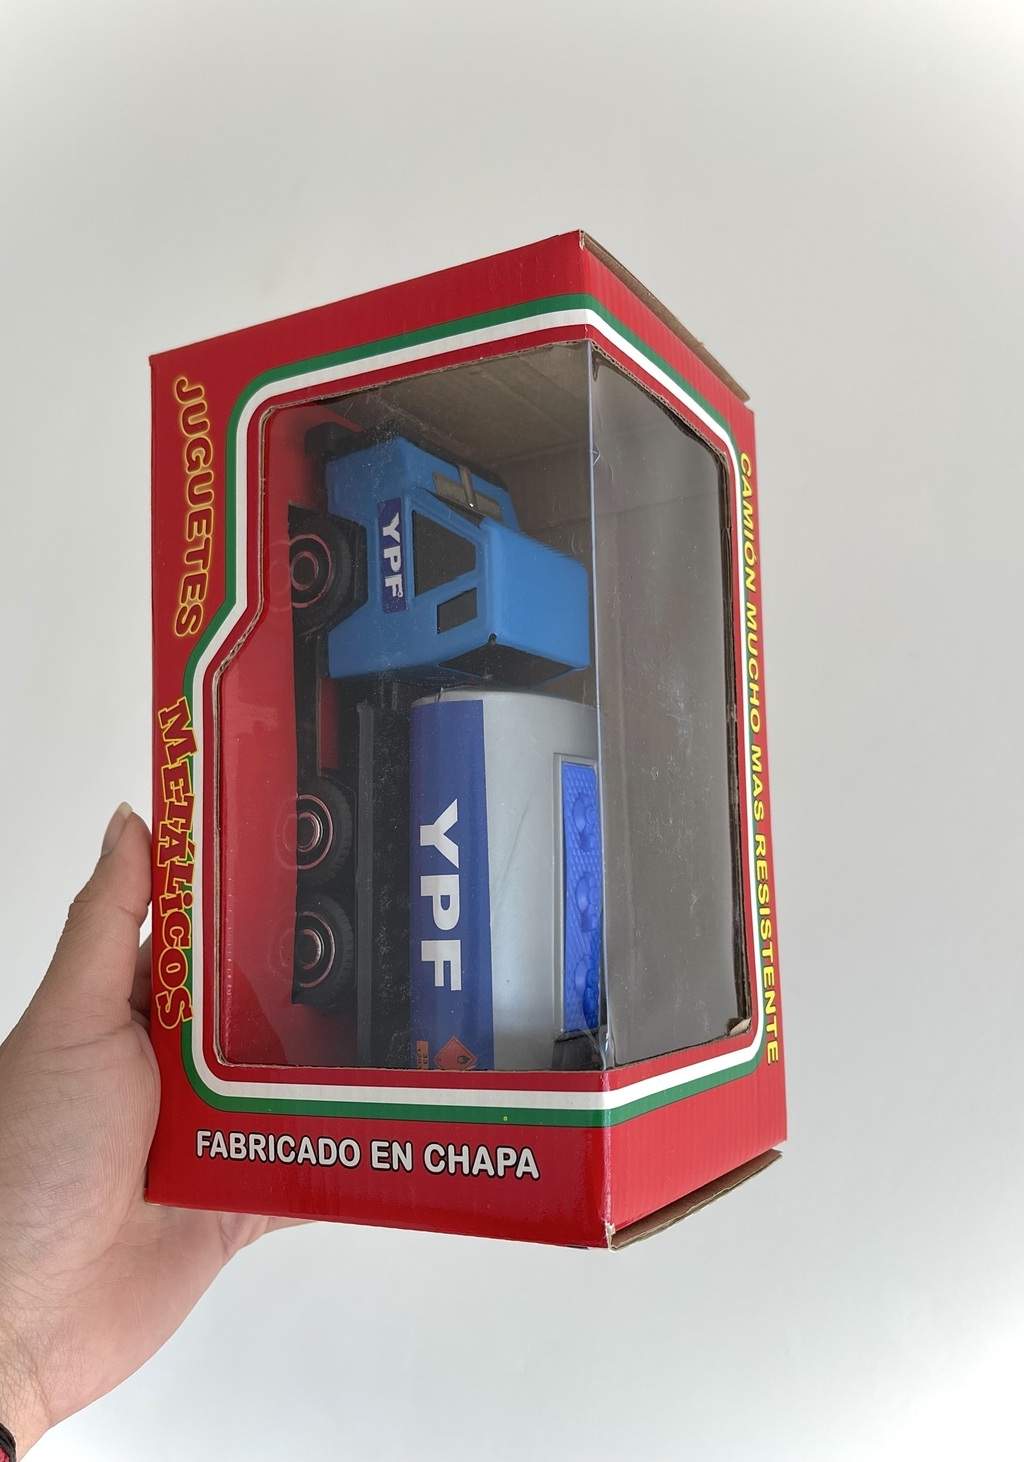 JUGUETES
METÁLiCOS
YPF
YPF
CAMIÓN MUCHO MAS RESISTENTE
FABRICADO EN CHAPA